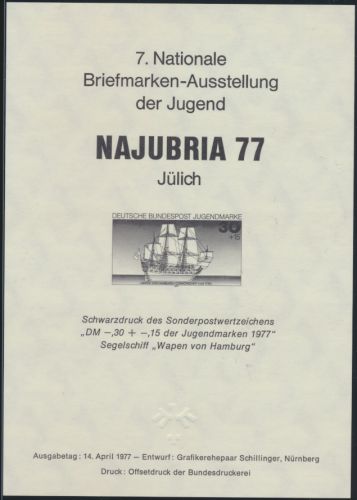 7. Nationale
Briefmarken-Ausstellung
der Jugend
NAJUBRIA 77
Jülich
DEUTSCHE BUNDESPOST JUGENDMARKE
30
+15
Schwarzdruck des Sonderpostwertzeichens
„DM –,30 + –,15 der Jugendmarken 1977“
Segelschiff „Wapen von Hamburg“
Ausgabetag: 14. April 1977 – Entwurf: Grafikerehepaar Schillinger, Nürnberg
Druck: Offsetdruck der Bundesdruckerei